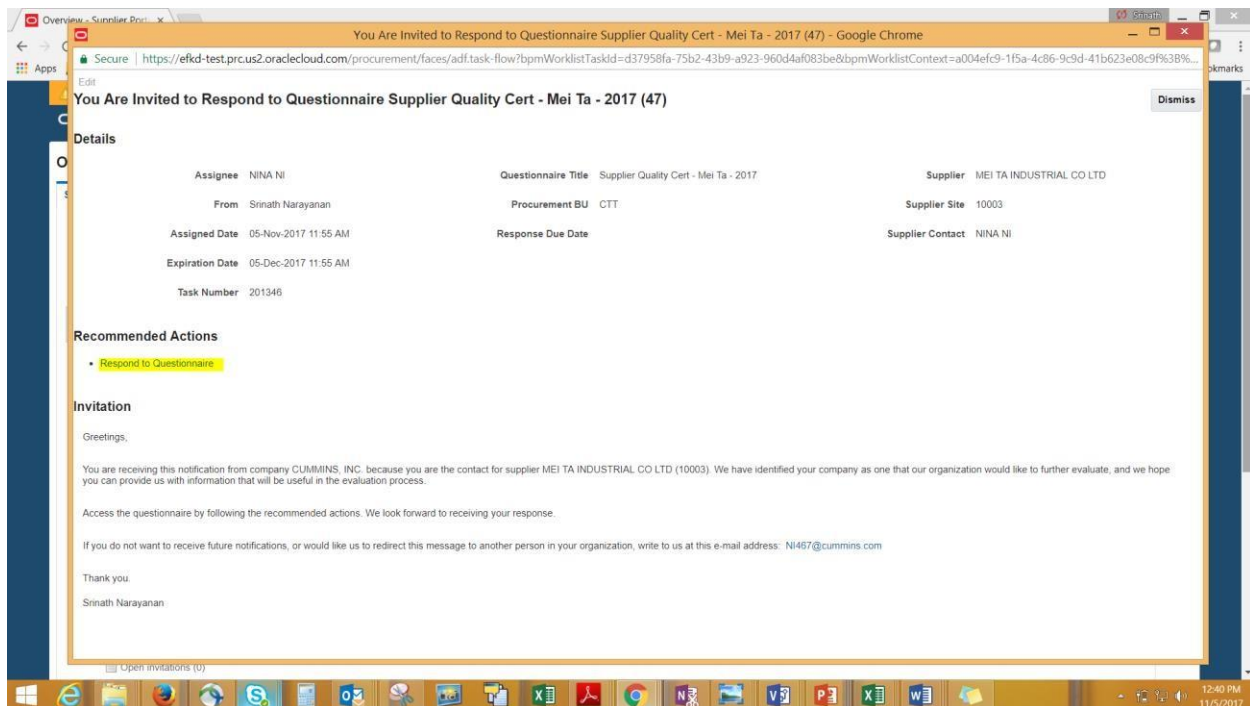 Overview - Supplier Port
Srinath
You Are Invited to Respond to Questionnaire Supplier Quality Cert - Mei Ta - 2017 (47) - Google Chrome
Secure | https://efkd-test.prc.us2.oraclecloud.com/procurement/faces/adf.task-flow?bpmWorklistTaskId=d37958fa-75b2-43b9-a923-960d4af083be&bpmWorklistContext=a004efc9-1f5a-4c86-9c9d-41b623e08c9f%3B%...
Apps
okmarks
Edit
You Are Invited to Respond to Questionnaire Supplier Quality Cert - Mei Ta - 2017 (47)
Dismiss
Details
Assignee NINA NI Questionnaire Title Supplier Quality Cert - Mei Ta - 2017 Supplier MEI TA INDUSTRIAL CO LTD
From Srinath Narayanan Procurement BU CTT Supplier Site 10003
Assigned Date 05-Nov-2017 11:55 AM Response Due Date Supplier Contact NINA NI
Expiration Date 05-Dec-2017 11:55 AM
Task Number 201346
Recommended Actions
• Respond to Questionnaire
Invitation
Greetings,
You are receiving this notification from company CUMMINS, INC. because you are the contact for supplier MEI TA INDUSTRIAL CO LTD (10003). We have identified your company as one that our organization would like to further evaluate, and we hope
you can provide us with information that will be useful in the evaluation process.
Access the questionnaire by following the recommended actions. We look forward to receiving your response.
If you do not want to receive future notifications, or would like us to redirect this message to another person in your organization, write to us at this e-mail address: NI467@cummins.com
Thank you.
Srinath Narayanan
Open Invitations (0)
12:40 PM
11/5/2017